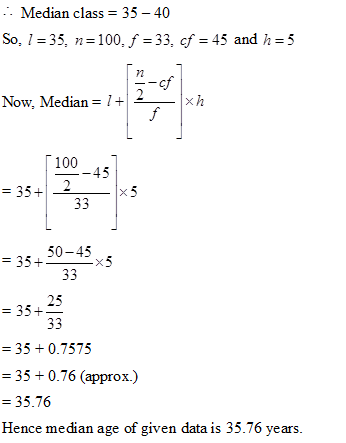 ∴ Median class = 35 – 40
So, l = 35, n = 100, f = 33, cf = 45 and h = 5
Now, Median = l + [(n/2 – cf)/f] × h
= 35 + [(100/2 – 45)/33] × 5
= 35 + (50 – 45)/33 × 5
= 35 + 25/33
= 35 + 0.7575
= 35 + 0.76 (approx.)
= 35.76
Hence median age of given data is 35.76 years.